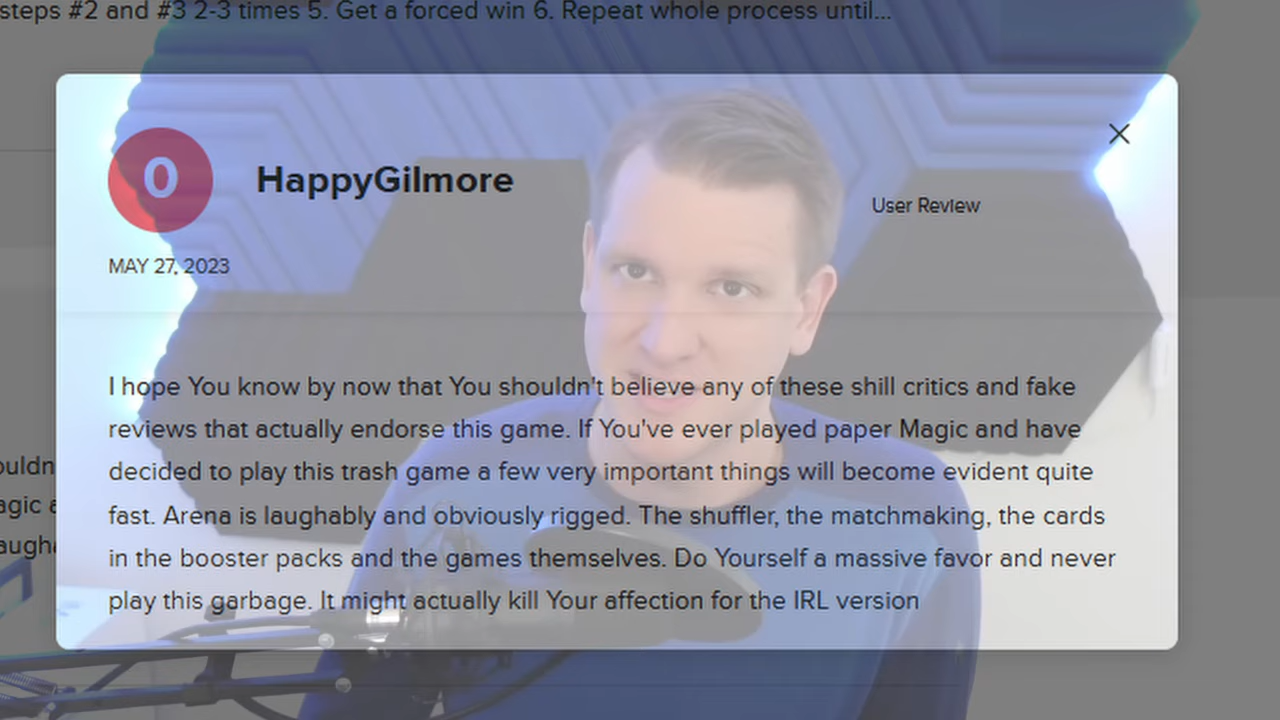 steps #2 and #3 2-3 times 5. Get a forced win 6. Repeat whole process until...
0
HappyGilmore
User Review
MAY 27, 2023
I hope You know by now that You shouldn't believe any of these shill critics and fake
reviews that actually endorse this game. If You've ever played paper Magic and have
decided to play this trash game a few very important things will become evident quite
fast. Arena is laughably and obviously rigged. The shuffler, the matchmaking, the cards
in the booster packs and the games themselves. Do Yourself a massive favor and never
play this garbage. It might actually kill Your affection for the IRL version